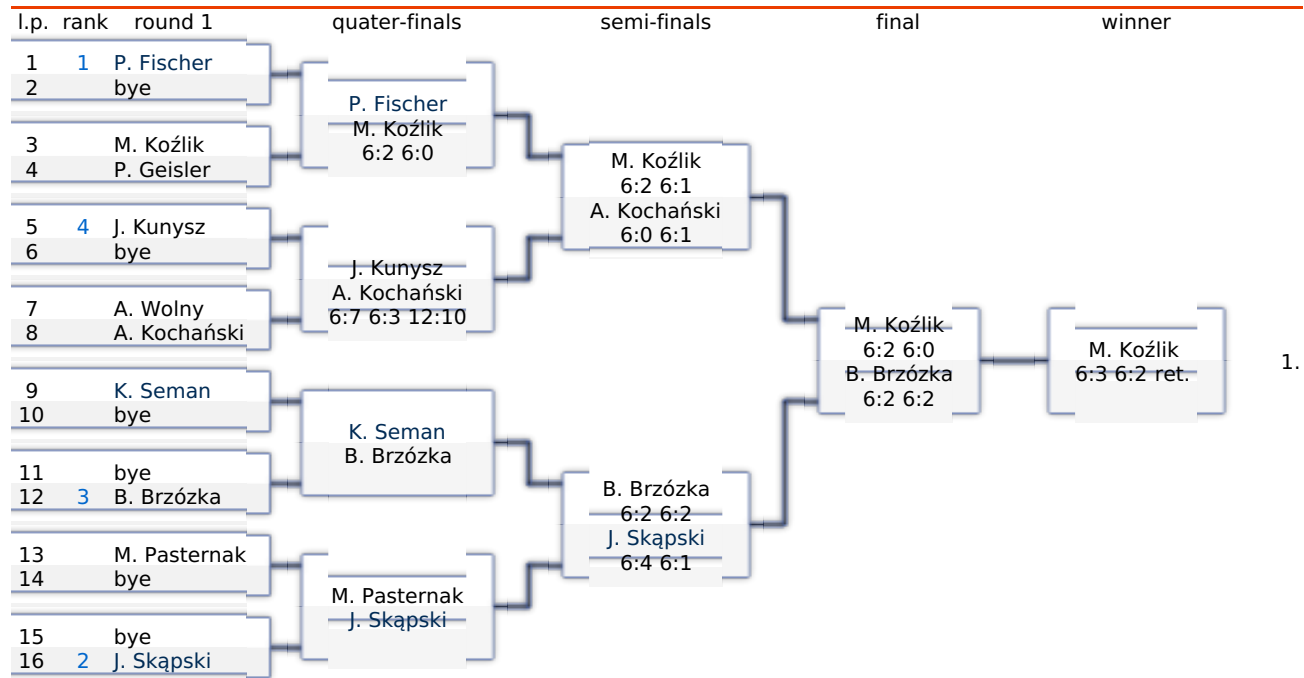 l.p. rank round 1 quater-finals semi-finals final winner
1 1 P. Fischer
2 bye
3 M. Koźlik
4 P. Geisler
5 4 J. Kunysz
6 bye
7 A. Wolny
8 A. Kochański
9 K. Seman
10 bye
11 bye
12 3 B. Brzózka
13 M. Pasternak
14 bye
15 bye
16 2 J. Skąpski
P. Fischer
M. Koźlik
6:2 6:0
J. Kunysz
A. Kochański
6:7 6:3 12:10
K. Seman
B. Brzózka
M. Pasternak
J. Skąpski
M. Koźlik
6:2 6:1
A. Kochański
6:0 6:1
B. Brzózka
6:2 6:2
J. Skąpski
6:4 6:1
M. Koźlik
6:2 6:0
B. Brzózka
6:2 6:2
M. Koźlik
6:3 6:2 ret.
1.